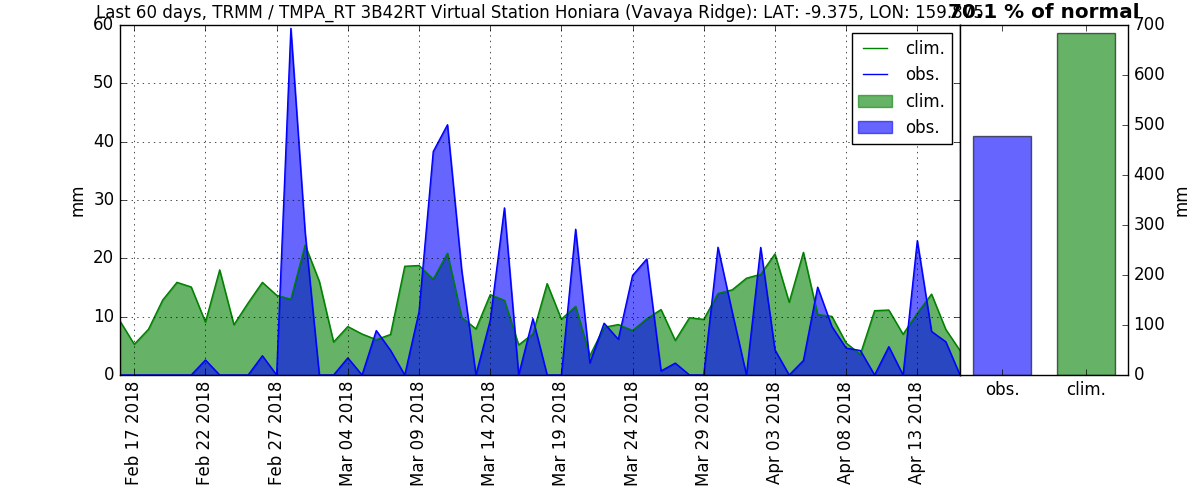 Last 60 days, TRMM / TMPA_RT 3B42RT Virtual Station Honiara (Vavaya Ridge): LAT: -9.375, LON: 159.875
70.1 % of normal
60
50
40
30
20
10
0
mm
clim.
obs.
clim.
obs.
Feb 17 2018
Feb 22 2018
Feb 27 2018
Mar 04 2018
Mar 09 2018
Mar 14 2018
Mar 19 2018
Mar 24 2018
Mar 29 2018
Apr 03 2018
Apr 08 2018
Apr 13 2018
700
600
500
400
300
200
100
0
mm
obs.
clim.